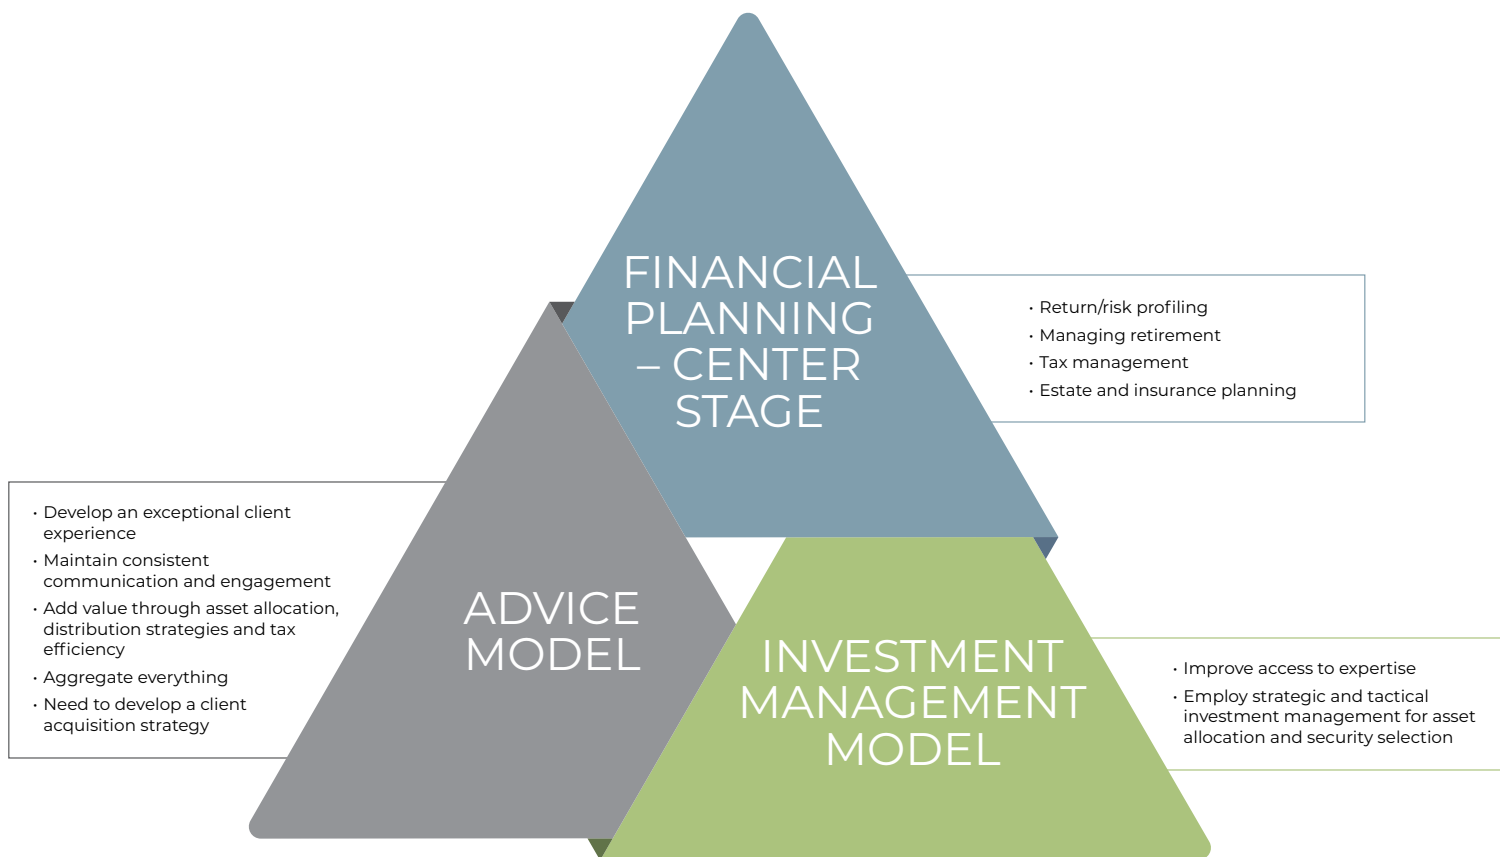 FINANCIAL
PLANNING
– CENTER
STAGE
· Return/risk profiling
· Managing retirement
· Tax management
· Estate and insurance planning
· Develop an exceptional client
experience
· Maintain consistent
communication and engagement
· Add value through asset allocation,
distribution strategies and tax
efficiency
· Aggregate everything
· Need to develop a client
acquisition strategy
ADVICE
MODEL
INVESTMENT
MANAGEMENT
MODEL
· Improve access to expertise
· Employ strategic and tactical
investment management for asset
allocation and security selection